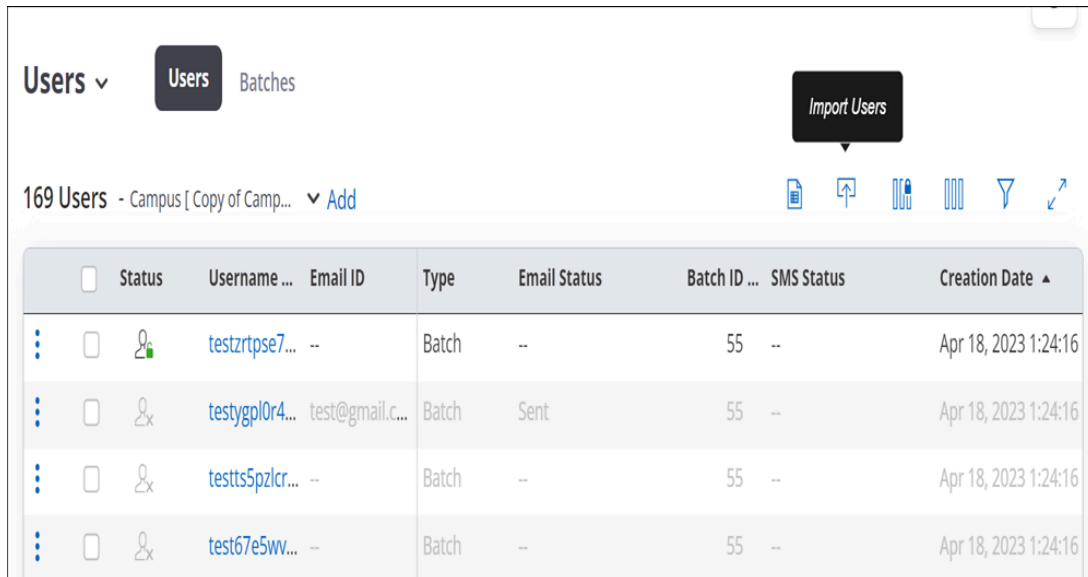 Users Users Batches
Import Users
169 Users - Campus [ Copy of Camp... Add
Status Username ... Email ID Type Email Status Batch ID ... SMS Status Creation Date
testzrtpse7... -- Batch -- 55 -- Apr 18, 2023 1:24:16
testygpl0r4... test@gmail.c... Batch Sent 55 -- Apr 18, 2023 1:24:16
testts5pzlcr... -- Batch -- 55 -- Apr 18, 2023 1:24:16
test67e5wv... -- Batch -- 55 -- Apr 18, 2023 1:24:16